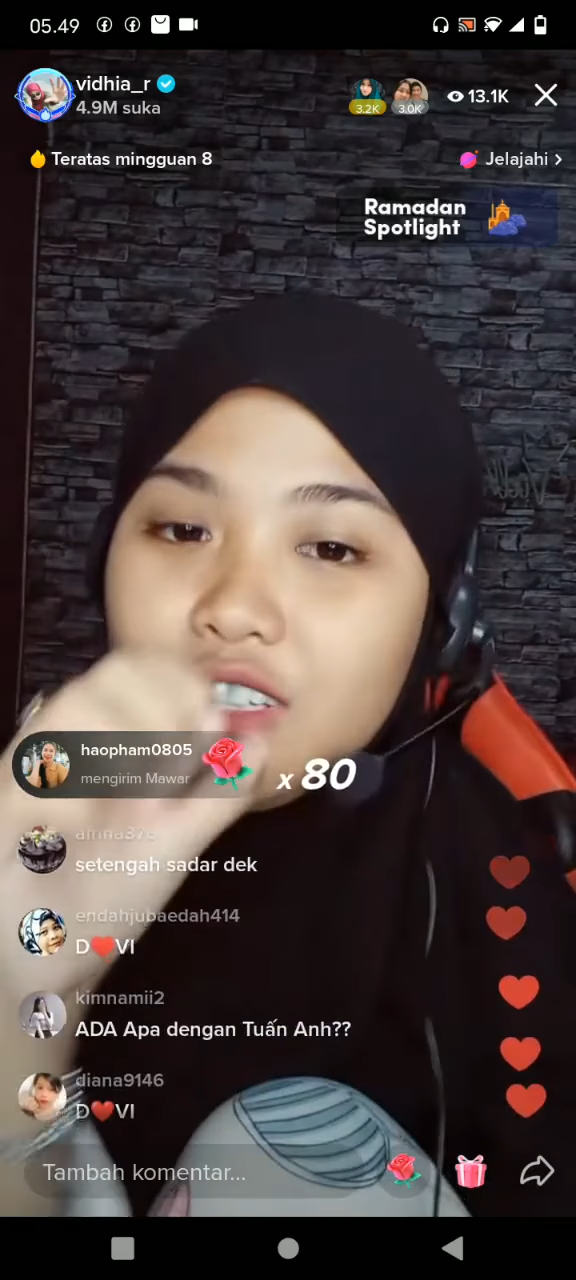 05.49
vidhia_r
4.9M suka
3.2K
3.0K
13.1K
Teratas mingguan 8
Jelajahi
Ramadan
Spotlight
haopham0805
mengirim Mawar
x 80
setengah sadar dek
endahjubaedah414
D❤️VI
kimnamii2
ADA Apa dengan Tuấn Anh??
diana9146
D❤️VI
Tambah komentar...